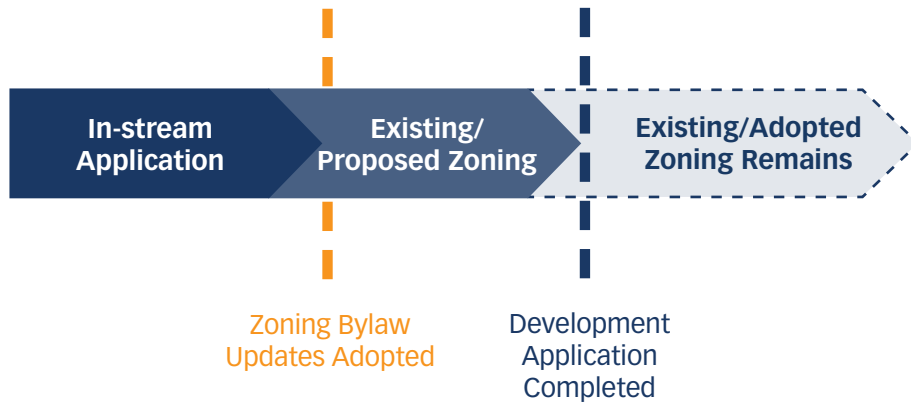 In-stream
Application
Existing/
Proposed Zoning
Existing/Adopted
Zoning Remains
Zoning Bylaw
Updates Adopted
Development
Application
Completed